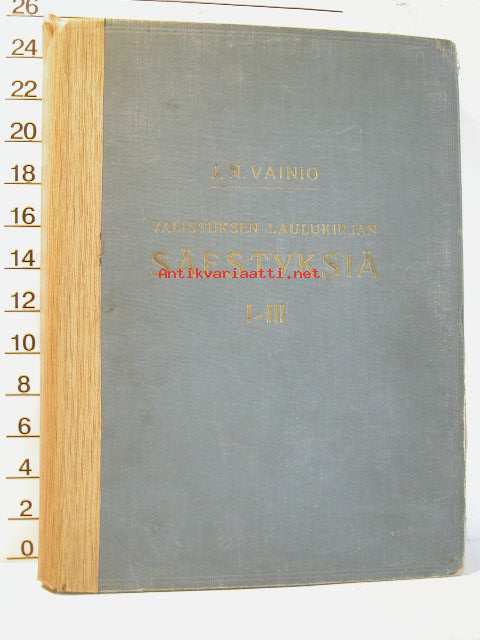 26
24
22
20
18
16
14
12
10
8
6
4
2
0
J. N. VAINIO
VALISTUKSEN LAULUKIRJAN
SÄESTYKSIÄ
Antikvariaatti.net
I-III